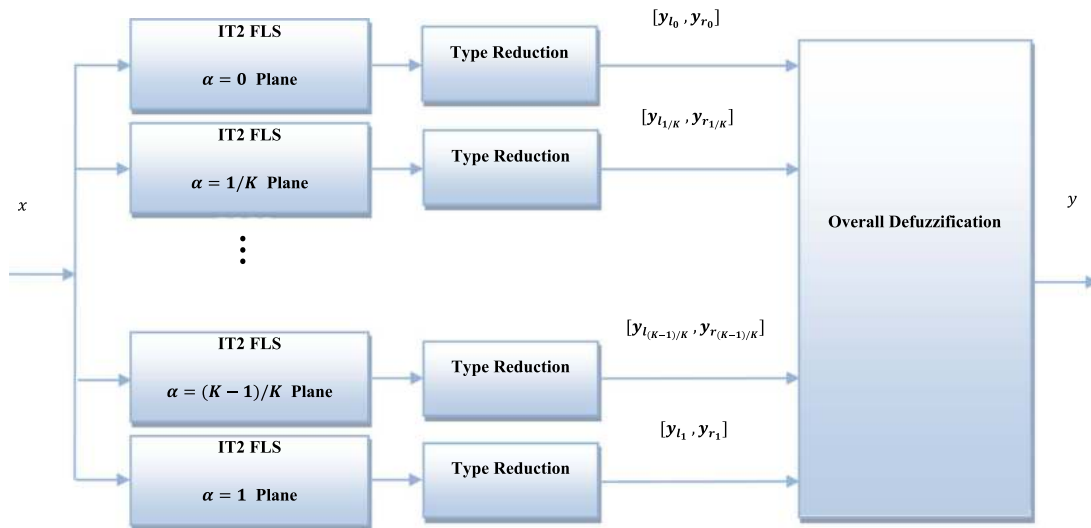 [y_{l_0} , y_{r_0}]
IT2 FLS
α = 0 Plane
Type Reduction
[y_{l_{1/K}} , y_{r_{1/K}}]
IT2 FLS
α = 1/K Plane
Type Reduction
x
⋮
Overall Defuzzification
y
[y_{l_{(K−1)/K}} , y_{r_{(K−1)/K}}]
IT2 FLS
α = (K − 1)/K Plane
Type Reduction
[y_{l_1} , y_{r_1}]
IT2 FLS
α = 1 Plane
Type Reduction